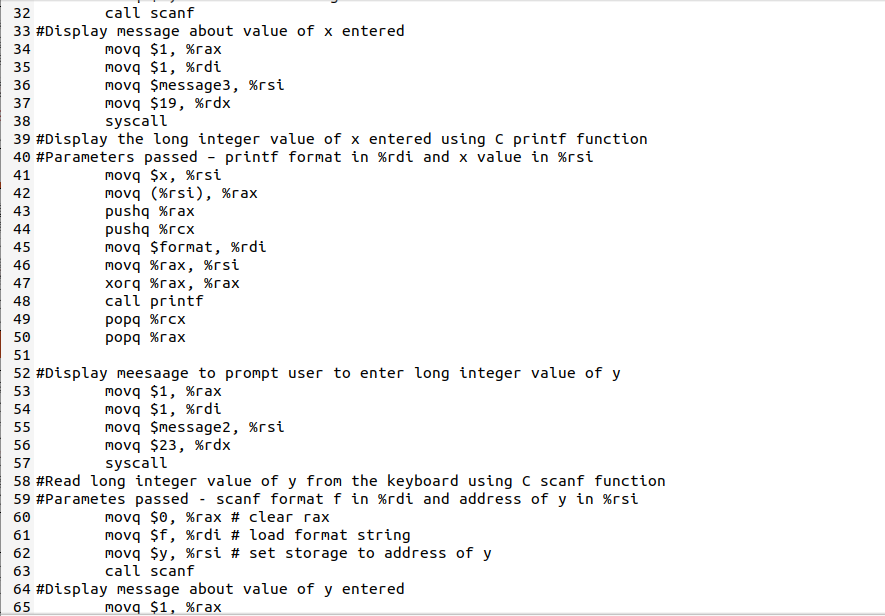 32 call scanf
33 #Display message about value of x entered
34 movq $1, %rax
35 movq $1, %rdi
36 movq $message3, %rsi
37 movq $19, %rdx
38 syscall
39 #Display the long integer value of x entered using C printf function
40 #Parameters passed - printf format in %rdi and x value in %rsi
41 movq $x, %rsi
42 movq (%rsi), %rax
43 pushq %rax
44 pushq %rcx
45 movq $format, %rdi
46 movq %rax, %rsi
47 xorq %rax, %rax
48 call printf
49 popq %rcx
50 popq %rax
51
52 #Display meesaage to prompt user to enter long integer value of y
53 movq $1, %rax
54 movq $1, %rdi
55 movq $message2, %rsi
56 movq $23, %rdx
57 syscall
58 #Read long integer value of y from the keyboard using C scanf function
59 #Parametes passed - scanf format f in %rdi and address of y in %rsi
60 movq $0, %rax # clear rax
61 movq $f, %rdi # load format string
62 movq $y, %rsi # set storage to address of y
63 call scanf
64 #Display message about value of y entered
65 movq $1, %rax